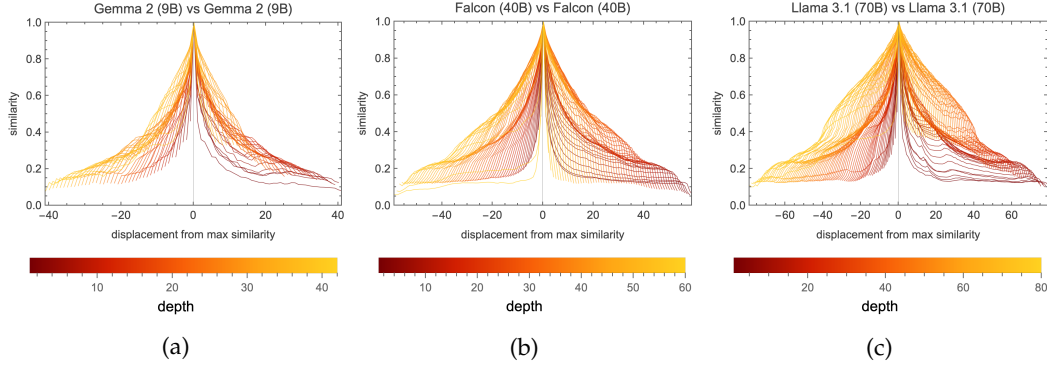 Gemma 2 (9B) vs Gemma 2 (9B)
1.0
0.8
0.6
0.4
0.2
0.0
similarity
−40 −20 0 20 40
displacement from max similarity
10 20 30 40
depth
(a)
Falcon (40B) vs Falcon (40B)
1.0
0.8
0.6
0.4
0.2
0.0
similarity
−40 −20 0 20 40
displacement from max similarity
10 20 30 40 50 60
depth
(b)
Llama 3.1 (70B) vs Llama 3.1 (70B)
1.0
0.8
0.6
0.4
0.2
0.0
similarity
−60 −40 −20 0 20 40 60
displacement from max similarity
20 40 60 80
depth
(c)